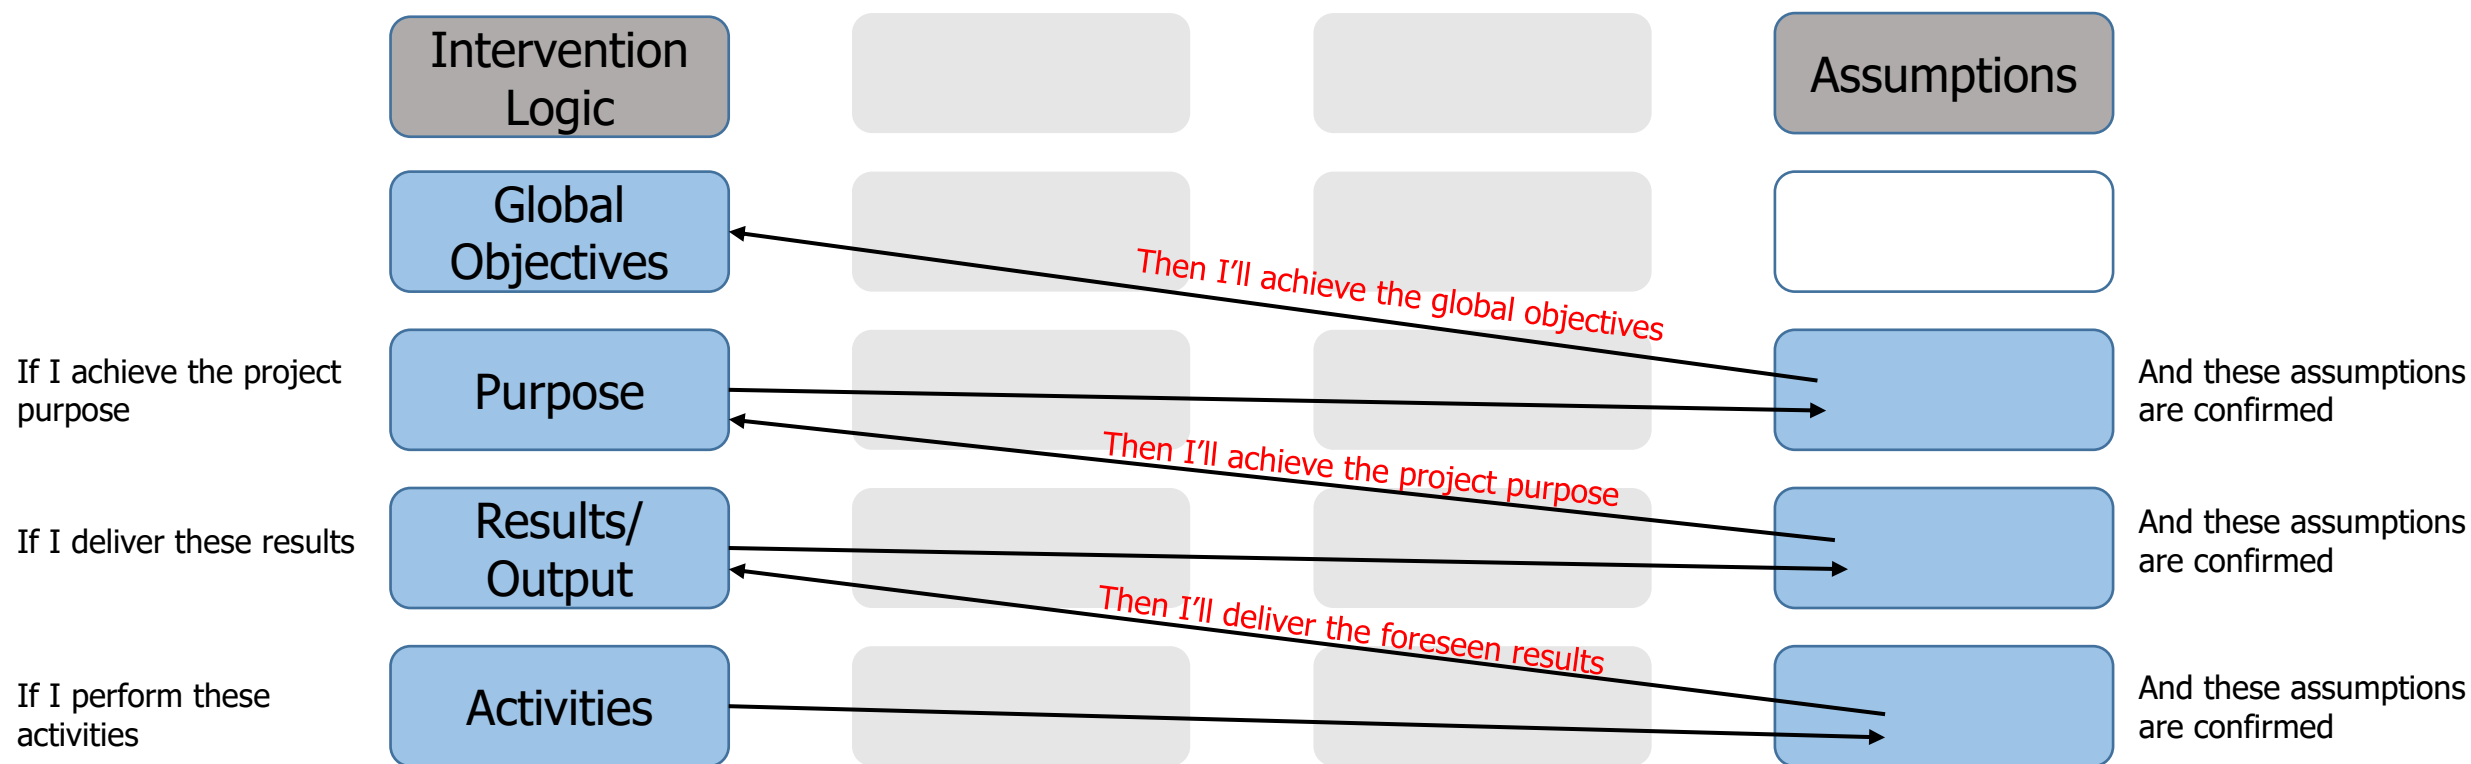 Intervention
Logic
Assumptions
Global
Objectives
Then I’ll achieve the global objectives
If I achieve the project
purpose
Purpose
And these assumptions
are confirmed
Then I’ll achieve the project purpose
If I deliver these results
Results/
Output
And these assumptions
are confirmed
Then I’ll deliver the foreseen results
If I perform these
activities
Activities
And these assumptions
are confirmed